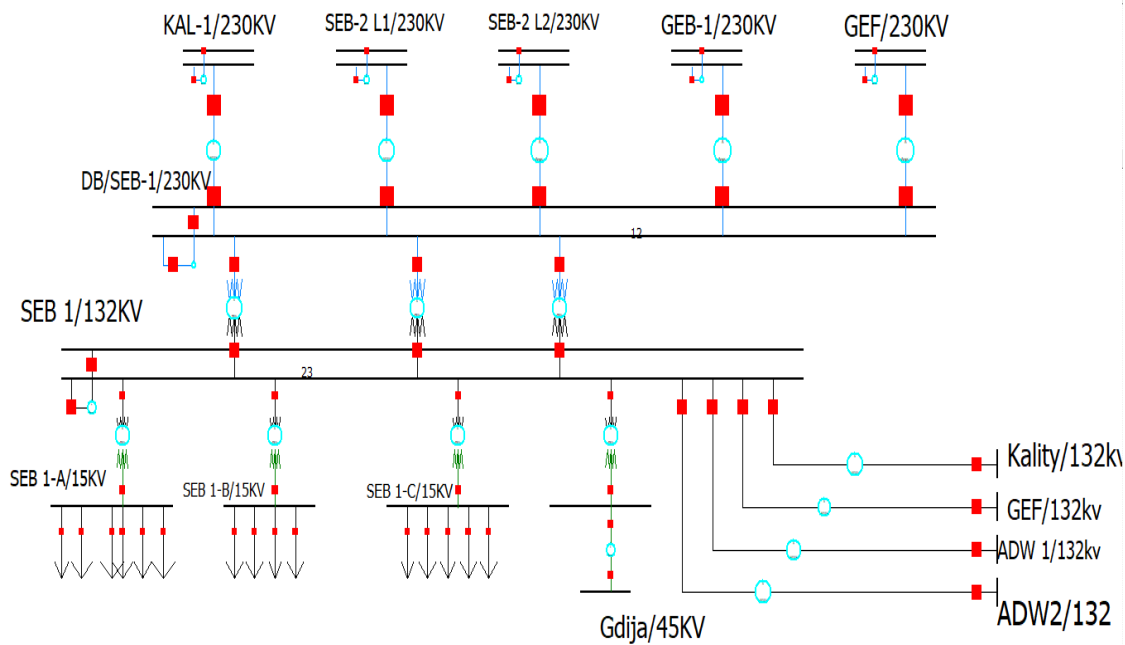 KAL-1/230KV
SEB-2 L1/230KV
SEB-2 L2/230KV
GEB-1/230KV
GEF/230KV
DB/SEB-1/230KV
12
SEB 1/132KV
23
SEB 1-A/15KV
SEB 1-B/15KV
SEB 1-C/15KV
Kality/132kv
GEF/132kv
ADW 1/132kv
ADW2/132
Gdija/45KV